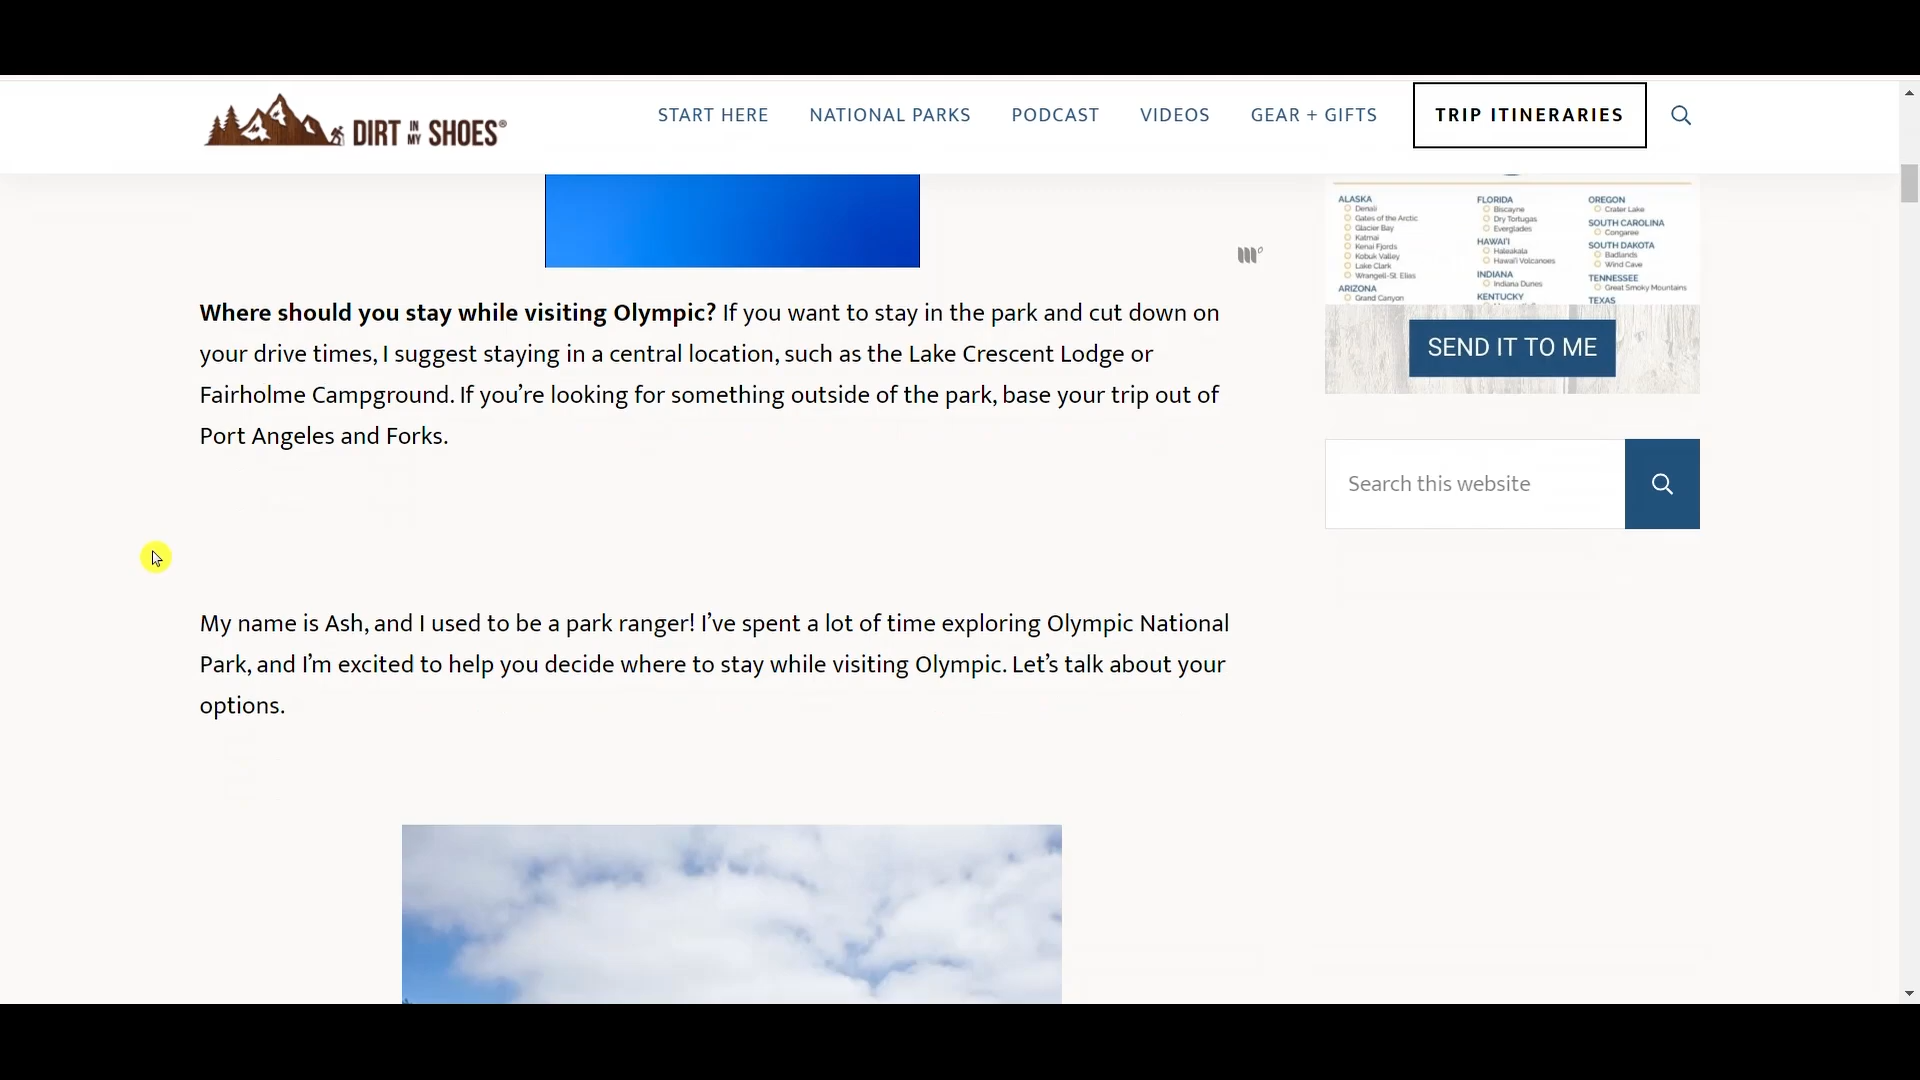 DIRT IN MY SHOES®
START HERE
NATIONAL PARKS
PODCAST
VIDEOS
GEAR + GIFTS
TRIP ITINERARIES
ALASKA
Denali
Gates of the Arctic
Glacier Bay
Katmai
Kenai Fjords
Kobuk Valley
Lake Clark
Wrangell-St. Elias
ARIZONA
Grand Canyon
FLORIDA
Biscayne
Dry Tortugas
Everglades
HAWAI'I
Haleakala
Hawai'i Volcanoes
INDIANA
Indiana Dunes
KENTUCKY
OREGON
Crater Lake
SOUTH CAROLINA
Congaree
SOUTH DAKOTA
Badlands
Wind Cave
TENNESSEE
Great Smoky Mountains
TEXAS
SEND IT TO ME
Search this website
Where should you stay while visiting Olympic? If you want to stay in the park and cut down on
your drive times, I suggest staying in a central location, such as the Lake Crescent Lodge or
Fairholme Campground. If you’re looking for something outside of the park, base your trip out of
Port Angeles and Forks.
My name is Ash, and I used to be a park ranger! I’ve spent a lot of time exploring Olympic National
Park, and I’m excited to help you decide where to stay while visiting Olympic. Let’s talk about your
options.